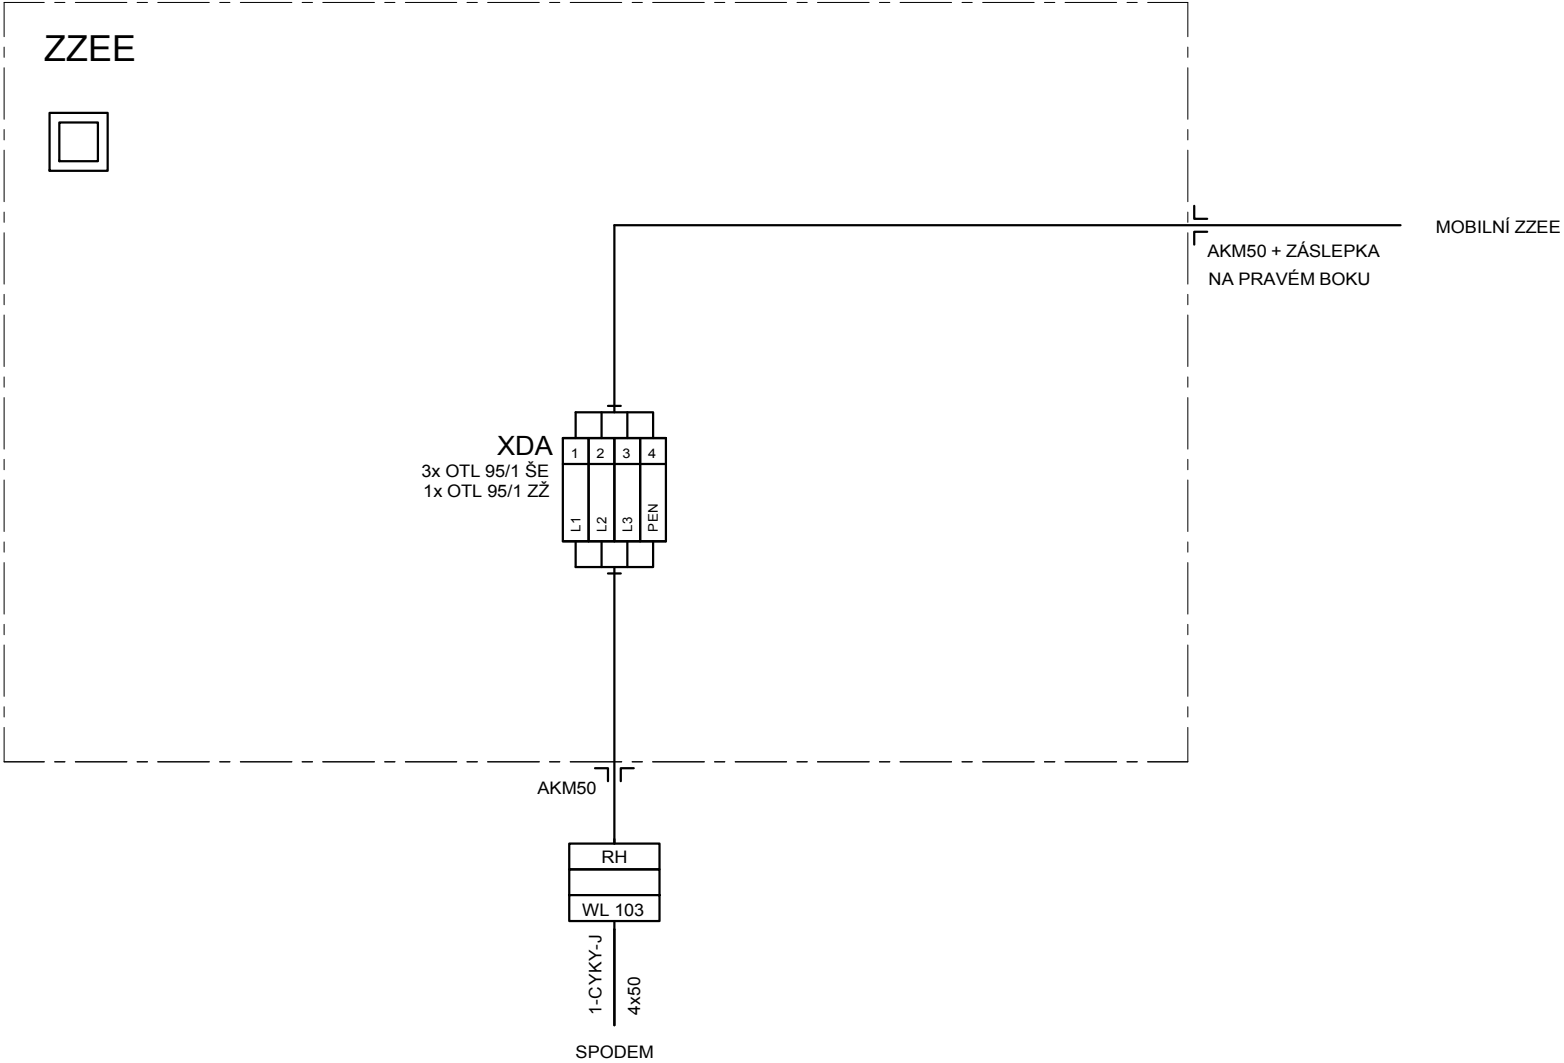 ZZEE
MOBILNÍ ZZEE
AKM50 + ZÁSLEPKA
NA PRAVÉM BOKU
XDA
3x OTL 95/1 ŠE
1x OTL 95/1 ZŽ
1 2 3 4
L1 L2 L3 PEN
AKM50
RH
WL 103
1-CYKY-J
4x50
SPODEM